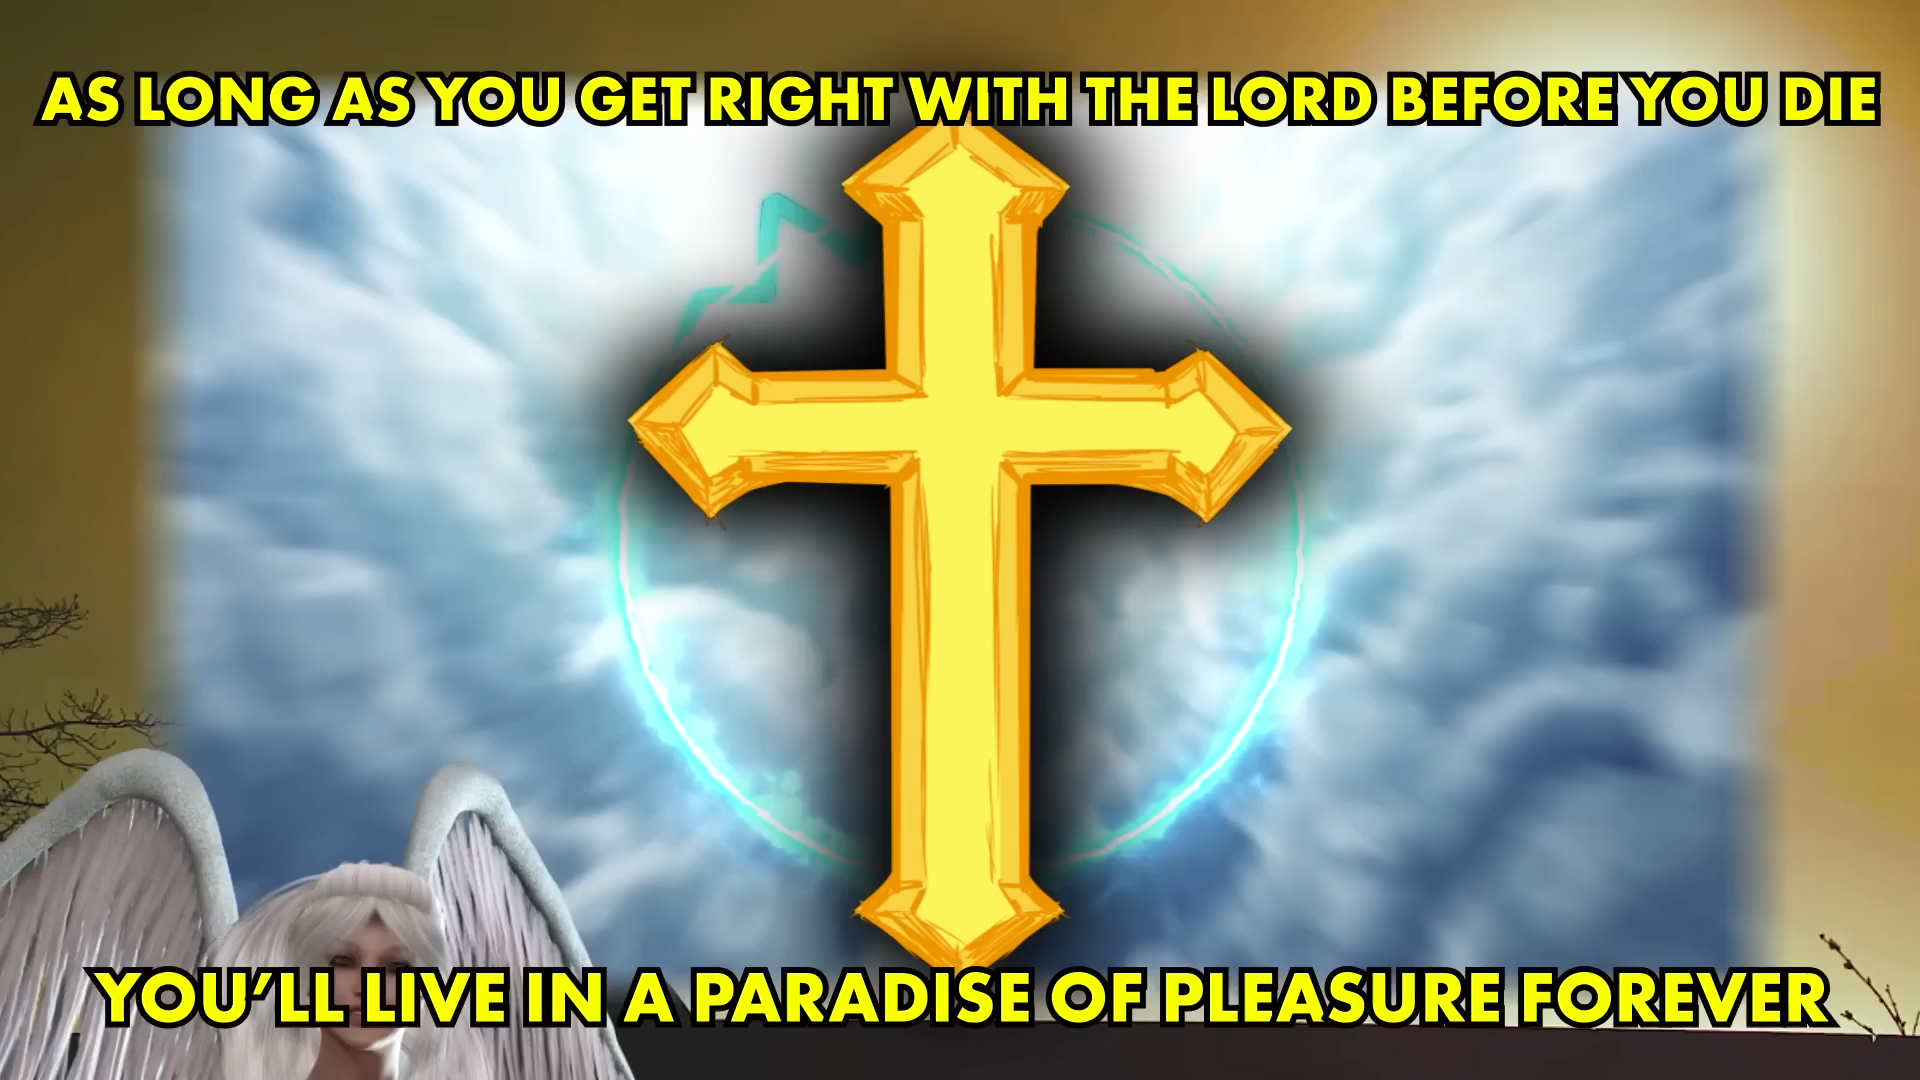 AS LONG AS YOU GET RIGHT WITH THE LORD BEFORE YOU DIE
YOU’LL LIVE IN A PARADISE OF PLEASURE FOREVER